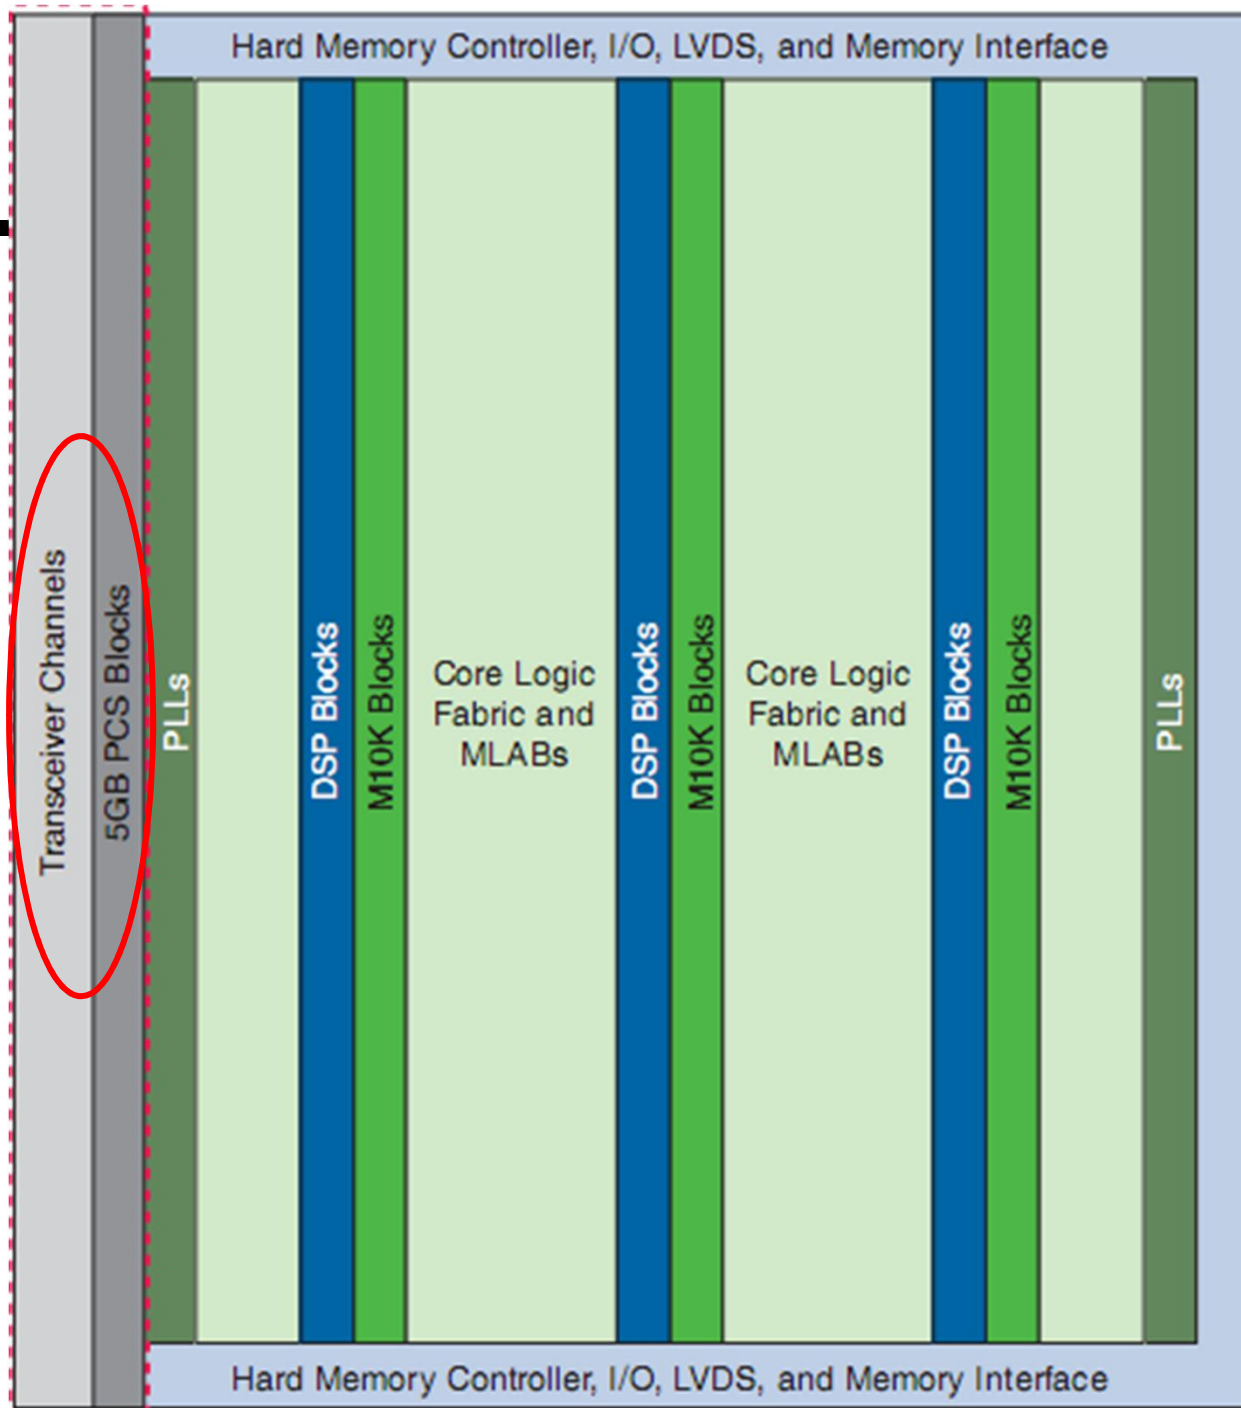 Hard Memory Controller, I/O, LVDS, and Memory Interface
Transceiver Channels
5GB PCS Blocks
PLLs
DSP Blocks
M10K Blocks
Core Logic
Fabric and
MLABs
DSP Blocks
M10K Blocks
Core Logic
Fabric and
MLABs
DSP Blocks
M10K Blocks
PLLs
Hard Memory Controller, I/O, LVDS, and Memory Interface